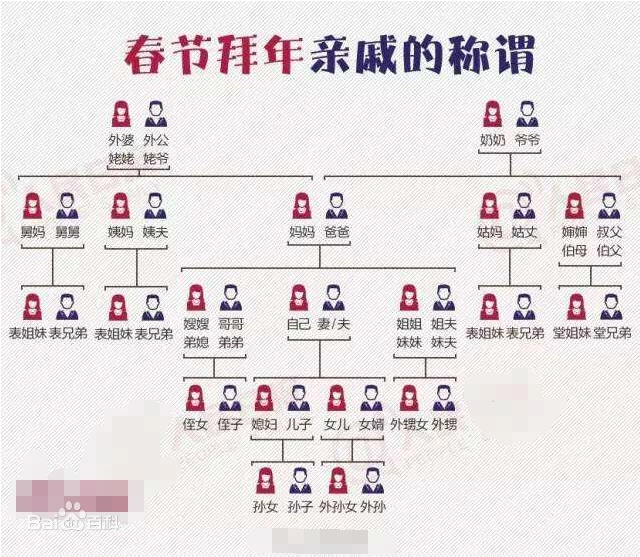 春节拜年亲戚的称谓
外婆 外公 奶奶 爷爷
姥姥 姥爷
舅妈 舅舅 姨妈 姨夫 妈妈 爸爸 姑妈 姑丈 婶婶 叔父
伯母 伯父
表姐妹 表兄弟 表姐妹 表兄弟 嫂嫂 哥哥 自己 妻/夫 姐姐 姐夫 表姐妹 表兄弟 堂姐妹 堂兄弟
弟媳 弟弟 妹妹 妹夫
侄女 侄子 媳妇 儿子 女儿 女婿 外甥女 外甥
孙女 孙子 外孙女 外孙
Bai 百科